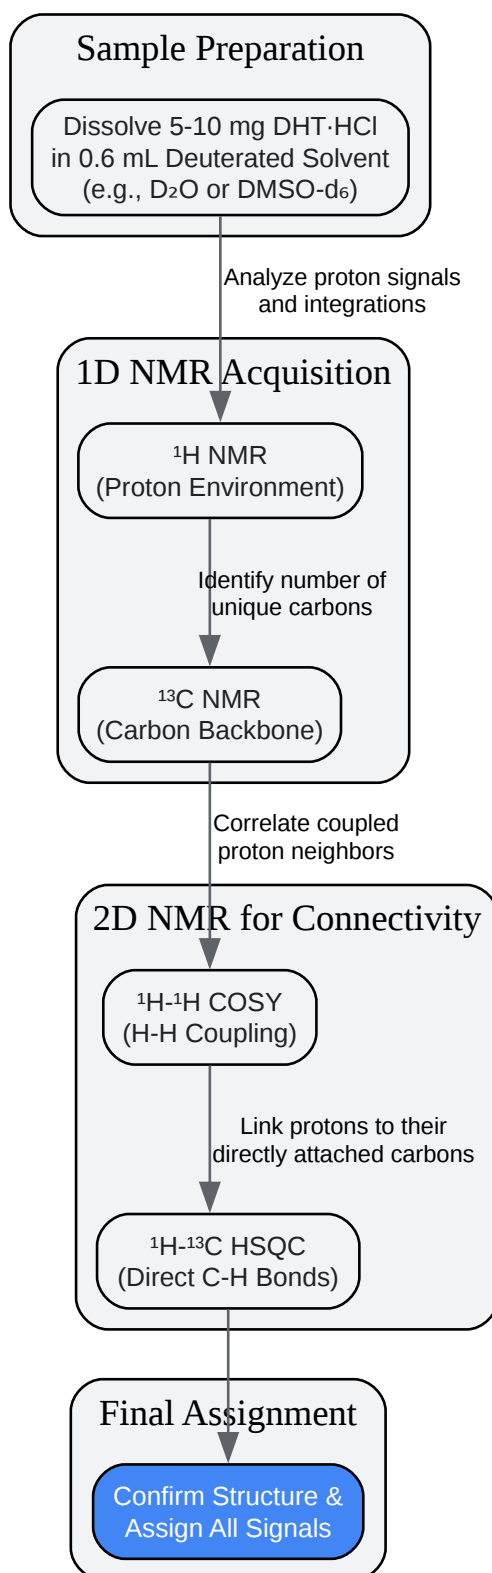 Sample Preparation
Dissolve 5-10 mg DHT·HCl
in 0.6 mL Deuterated Solvent
(e.g., D₂O or DMSO-d₆)
Analyze proton signals
and integrations
1D NMR Acquisition
¹H NMR
(Proton Environment)
Identify number of
unique carbons
¹³C NMR
(Carbon Backbone)
Correlate coupled
proton neighbors
2D NMR for Connectivity
¹H-¹H COSY
(H-H Coupling)
Link protons to their
directly attached carbons
¹H-¹³C HSQC
(Direct C-H Bonds)
Final Assignment
Confirm Structure &
Assign All Signals